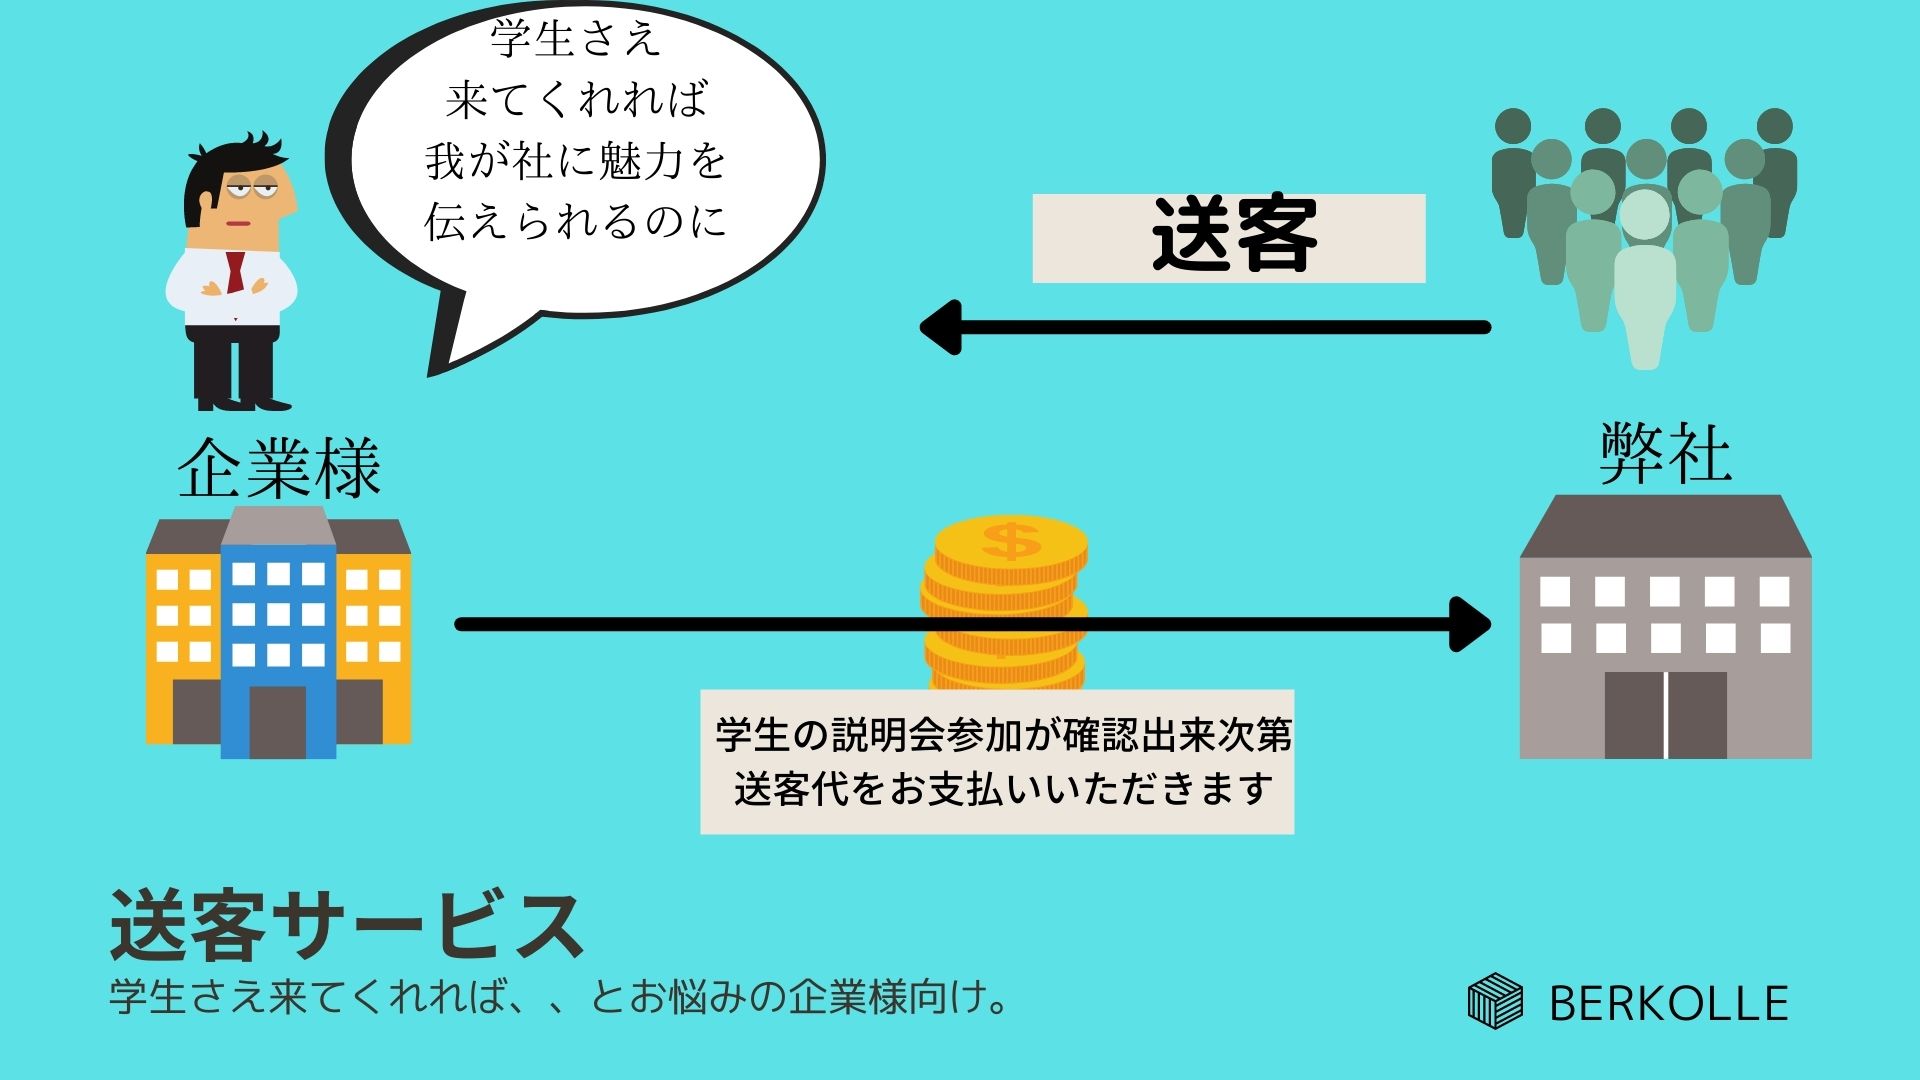 学生さえ
来てくれれば
我が社に魅力を
伝えられるのに
送客
企業様
弊社
$
学生の説明会参加が確認出来次第
送客代をお支払いいただきます
送客サービス
学生さえ来てくれれば、、とお悩みの企業様向け。
BERKOLLE